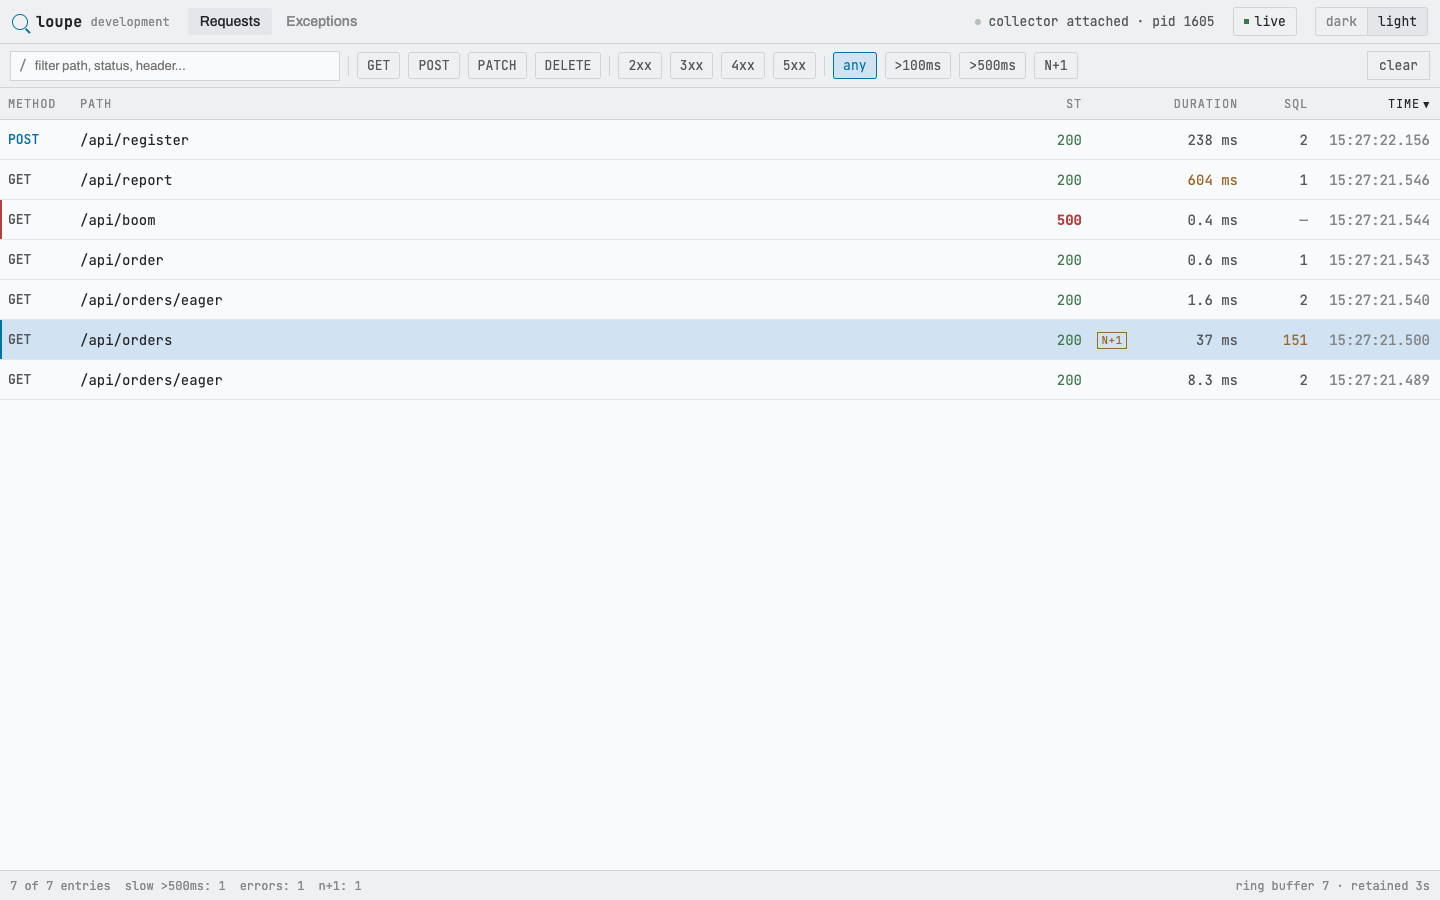 loupe development Requests Exceptions collector attached · pid 1605 live dark light
/ filter path, status, header... GET POST PATCH DELETE 2xx 3xx 4xx 5xx any >100ms >500ms N+1 clear
METHOD PATH ST DURATION SQL TIME ▼
POST /api/register 200 238 ms 2 15:27:22.156
GET /api/report 200 604 ms 1 15:27:21.546
GET /api/boom 500 0.4 ms — 15:27:21.544
GET /api/order 200 0.6 ms 1 15:27:21.543
GET /api/orders/eager 200 1.6 ms 2 15:27:21.540
GET /api/orders 200 N+1 37 ms 151 15:27:21.500
GET /api/orders/eager 200 8.3 ms 2 15:27:21.489
7 of 7 entries slow >500ms: 1 errors: 1 n+1: 1 ring buffer 7 · retained 3s